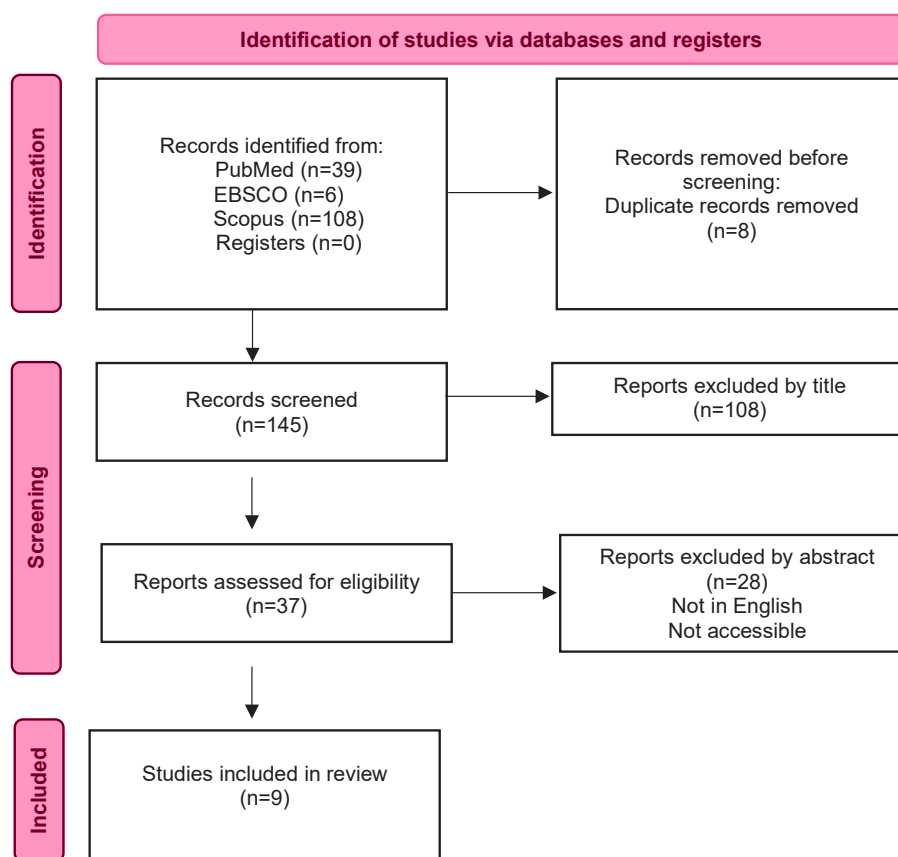 Identification of studies via databases and registers
Identification
Records identified from:
PubMed (n=39)
EBSCO (n=6)
Scopus (n=108)
Registers (n=0)
Records removed before
screening:
Duplicate records removed
(n=8)
Screening
Records screened
(n=145)
Reports excluded by title
(n=108)
Reports assessed for eligibility
(n=37)
Reports excluded by abstract
(n=28)
Not in English
Not accessible
Included
Studies included in review
(n=9)